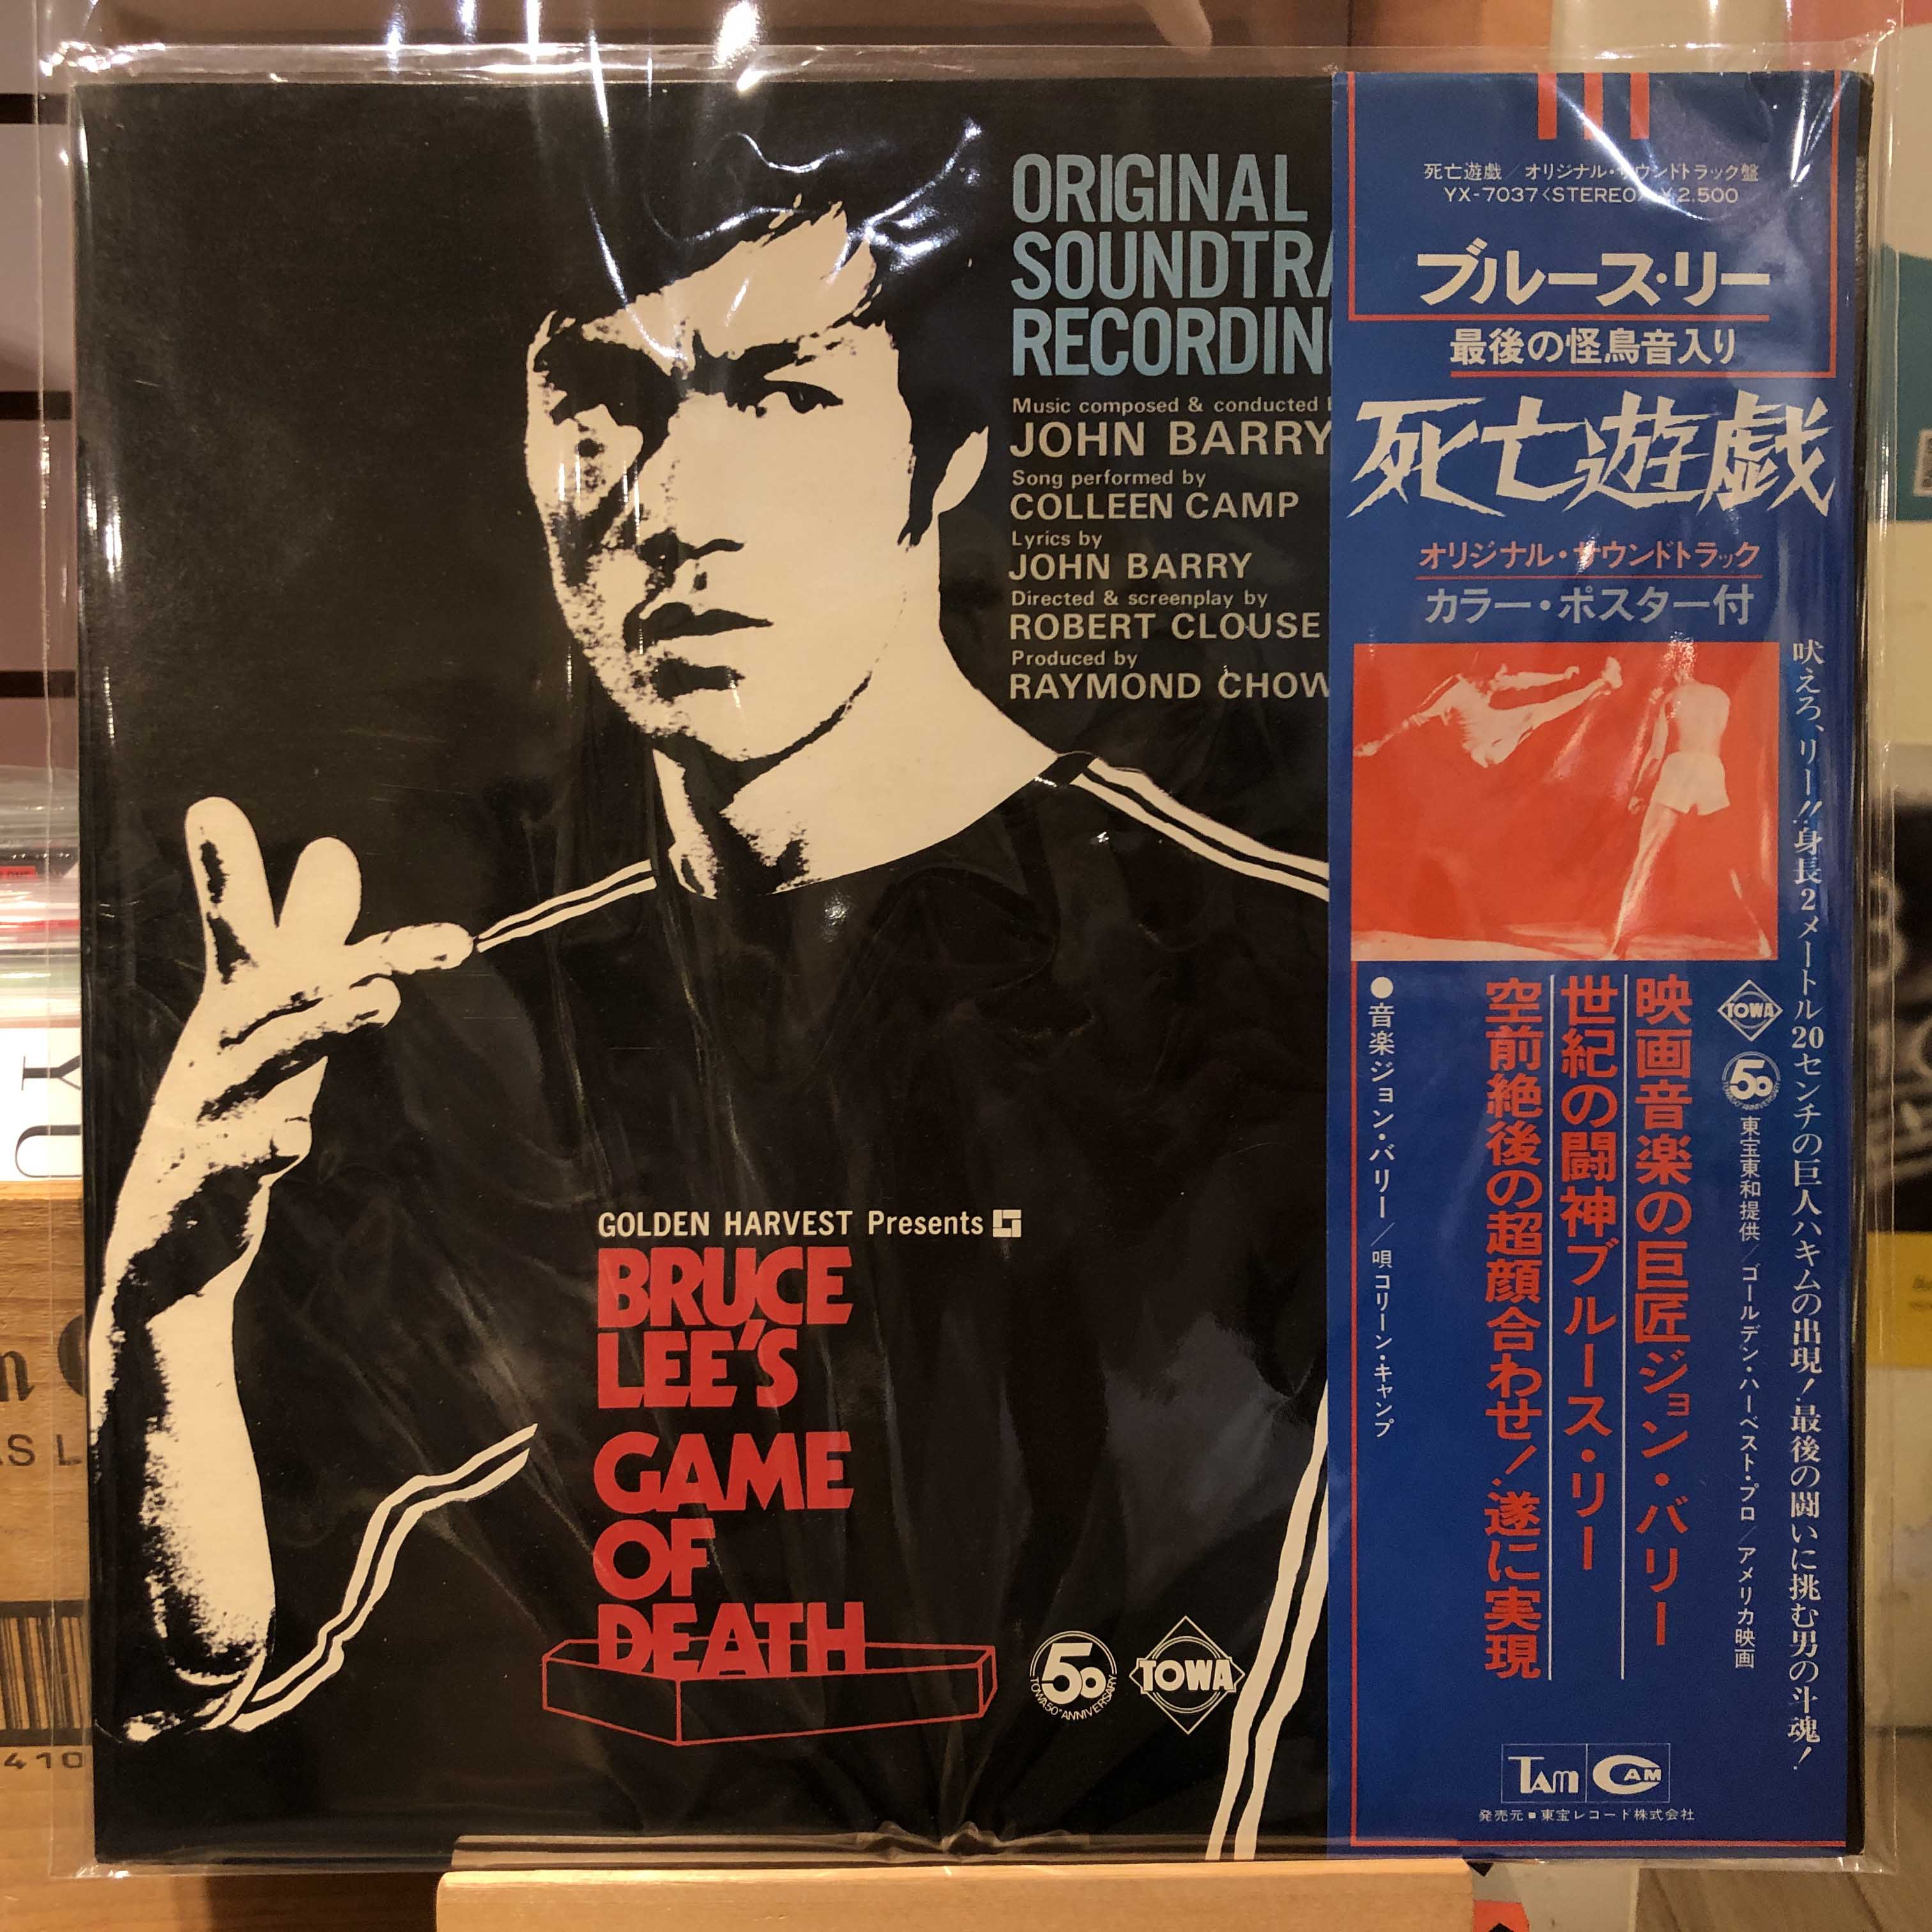 ORIGINAL
SOUNDTRA
RECORDIN
Music composed & conducted
JOHN BARRY
Song performed by
COLLEEN CAMP
Lyrics by
JOHN BARRY
Directed & screenplay by
ROBERT CLOUSE
Produced by
RAYMOND CHOW
GOLDEN HARVEST Presents
BRUCE
LEE'S
GAME
OF
DEATH
50
TOWA 50th ANNIVERSARY
TOWA
死亡遊戯/オリジナル・サウンドトラック盤
YX-7037<STEREO> ¥2,500
ブルース・リー
最後の怪鳥音入り
死亡遊戯
オリジナル・サウンドトラック
カラー・ポスター付
吠えろ、リー!!身長2メートル20センチの巨人ハキムの出現!最後の闘いに挑む男の斗魂!
TOWA
50
東宝東和提供/ゴールデン・ハーベスト・プロ/アメリカ映画
映画音楽の巨匠ジョン・バリー
世紀の闘神ブルース・リー
空前絶後の超顔合わせ!遂に実現
●音楽ジョン・バリー/唄コリーン・キャンプ
TAM
CAM
発売元■東宝レコード株式会社
AS L
410